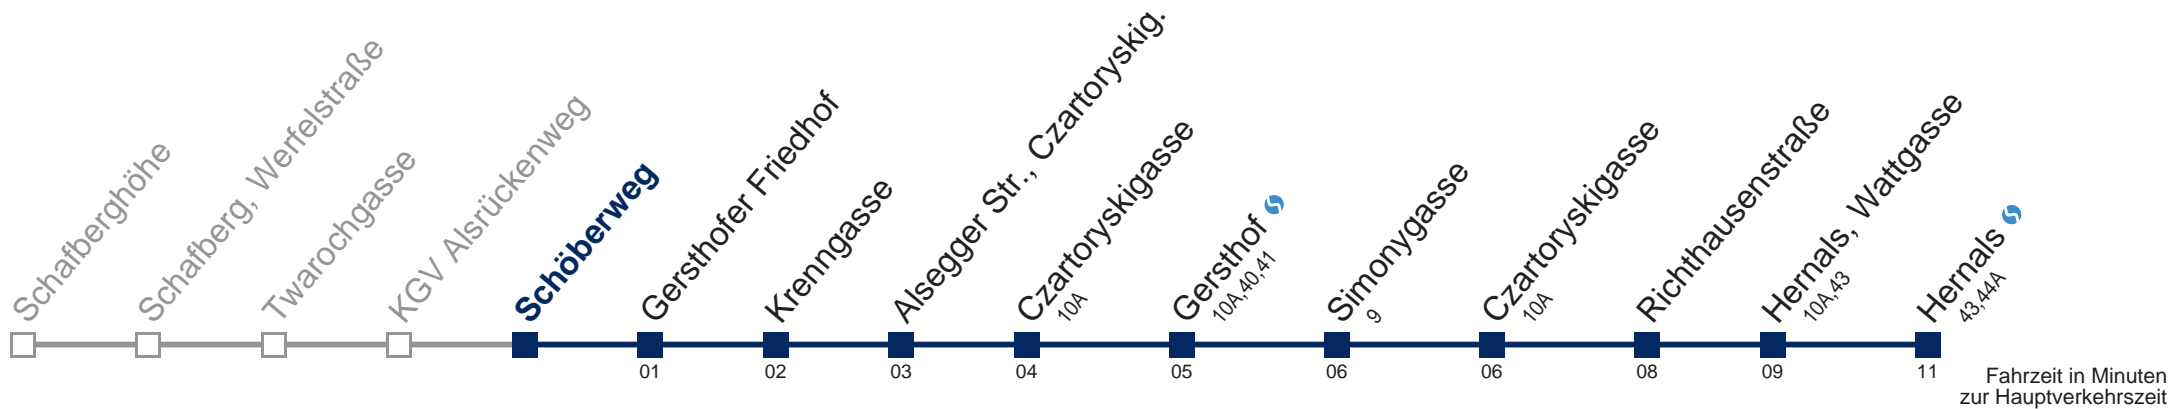 Schafberghöhe
Schafberg, Werfelstraße
Twarochgasse
KGV Alsrückenweg
Schöberweg
Gersthofer Friedhof
01
Krenngasse
02
Alsegger Str., Czartoryskig.
03
Czartoryskigasse
10A
04
Gersthof
10A,40,41
05
Simonygasse
9
06
Czartoryskigasse
10A
06
Richthausenstraße
08
Hernals, Wattgasse
10A,43
09
Hernals
43,44A
11
Fahrzeit in Minuten
zur Hauptverkehrszeit